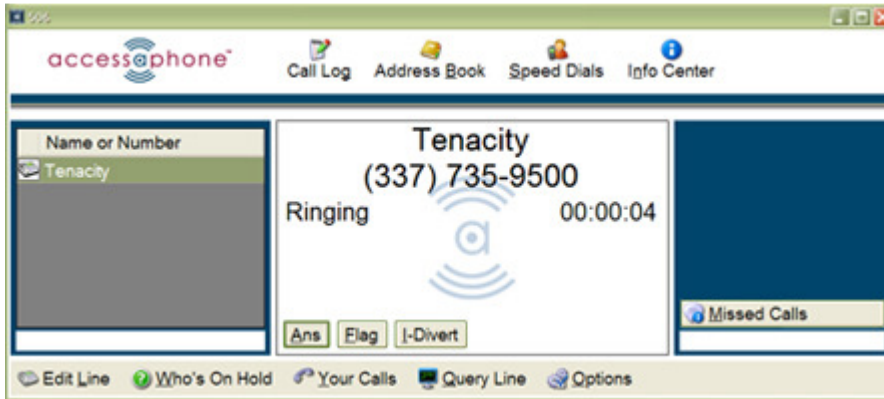 accessaphone™
Call Log Address Book Speed Dials Info Center
Name or Number
Tenacity
Tenacity
(337) 735-9500
Ringing 00:00:04
Ans Flag I-Divert
Missed Calls
Edit Line Who's On Hold Your Calls Query Line Options